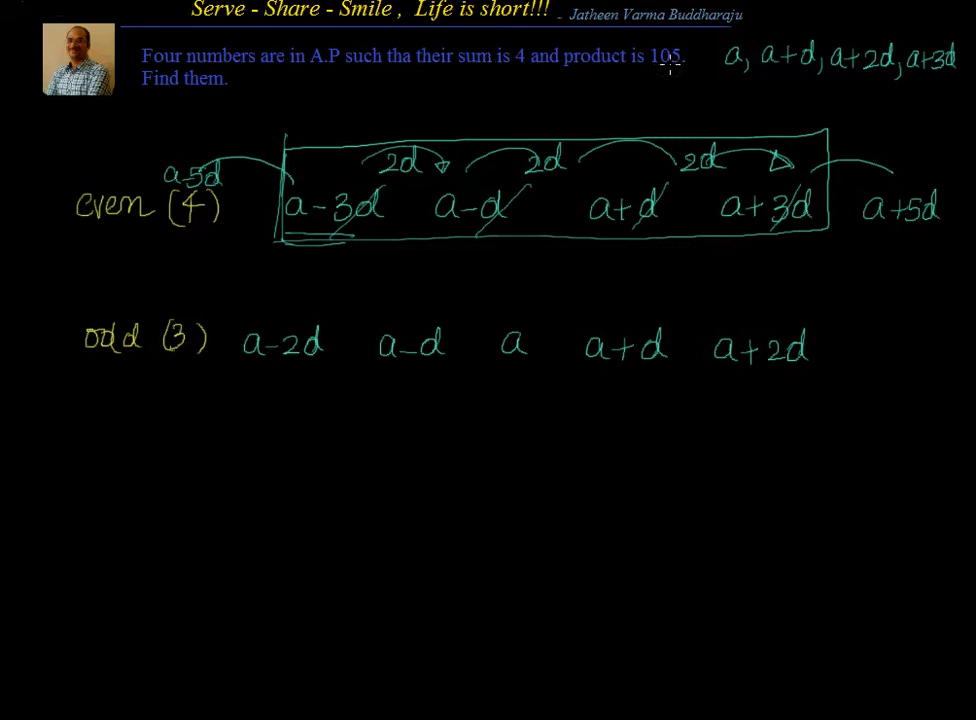 Serve - Share - Smile , Life is short!!! - Jatheen Varma Buddharaju
Four numbers are in A.P such tha their sum is 4 and product is 105. a, a+d, a+2d, a+3d
Find them.
2d 2d 2d
a-5d
even (4) a-3d a-d a+d a+3d a+5d
odd (3) a-2d a-d a a+d a+2d